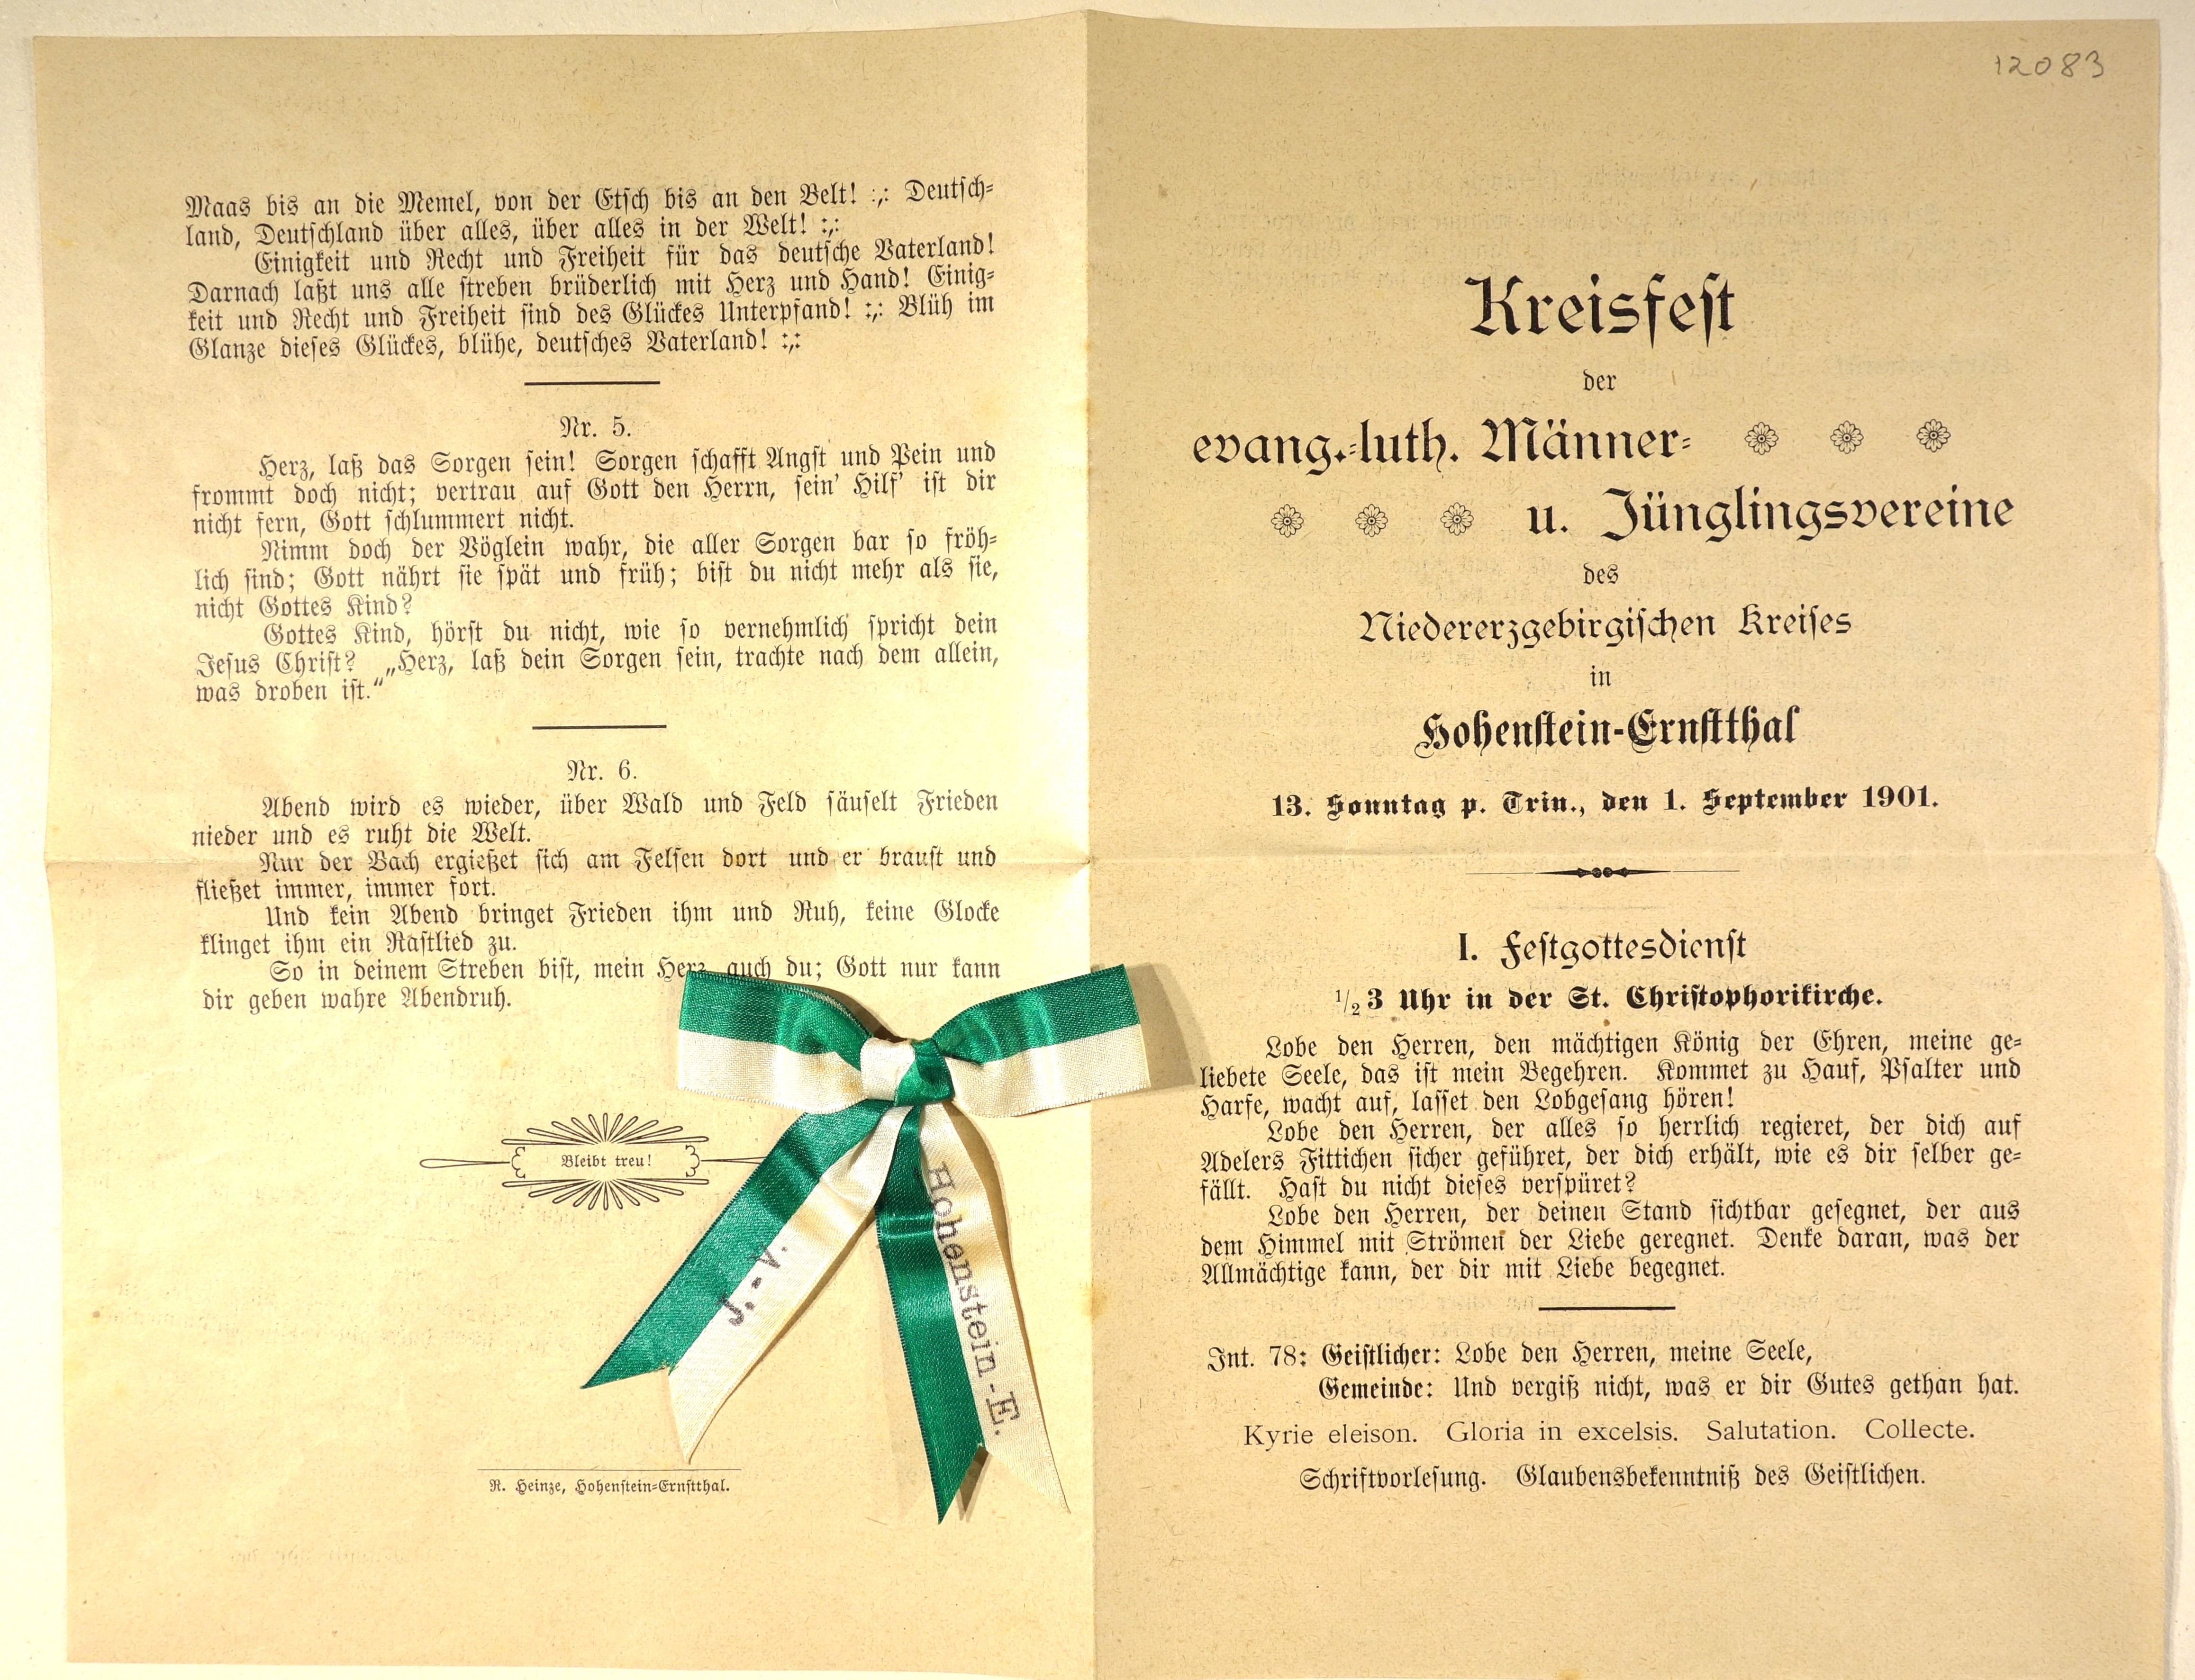 Maas bis an die Memel, von der Etsch bis an den Belt! :,: Deutsch-
land, Deutschland über alles, über alles in der Welt! :,:
Einigkeit und Recht und Freiheit für das deutsche Vaterland!
Darnach laßt uns alle streben brüderlich mit Herz und Hand! Einig-
keit und Recht und Freiheit sind des Glückes Unterpfand! :,: Blüh im
Glanze dieses Glückes, blühe, deutsches Vaterland! :,:
Nr. 5.
Herz, laß das Sorgen sein! Sorgen schafft Angst und Pein und
frommt doch nicht; vertrau auf Gott den Herrn, sein' Hilf' ist dir
nicht fern, Gott schlummert nicht.
Nimm doch der Vöglein wahr, die aller Sorgen bar so fröh-
lich sind; Gott nährt sie spät und früh; bist du nicht mehr als sie,
nicht Gottes Kind?
Gottes Kind, hörst du nicht, wie so vernehmlich spricht dein
Jesus Christ? „Herz, laß dein Sorgen sein, trachte nach dem allein,
was droben ist.“
Nr. 6.
Abend wird es wieder, über Wald und Feld säuselt Frieden
nieder und es ruht die Welt.
Nur der Bach ergießet sich am Felsen dort und er braust und
fließet immer, immer fort.
Und kein Abend bringet Frieden ihm und Ruh, keine Glocke
klinget ihm ein Rastlied zu.
So in deinem Streben bist, mein Herz, auch du; Gott nur kann
dir geben wahre Abendruh.
Bleibt treu!
J.-V.
Hohenstein-E.
R. Heinze, Hohenstein-Ernstthal.
12083
Kreisfest
der
evang.-luth. Männer-
u. Jünglingsvereine
des
Niedererzgebirgischen Kreises
in
Hohenstein-Ernstthal
13. Sonntag p. Trin., den 1. September 1901.
I. Festgottesdienst
1/2 3 Uhr in der St. Christophorikirche.
Lobe den Herren, den mächtigen König der Ehren, meine ge-
liebete Seele, das ist mein Begehren. Kommet zu Hauf, Psalter und
Harfe, wacht auf, lasset den Lobgesang hören!
Lobe den Herren, der alles so herrlich regieret, der dich auf
Adelers Fittichen sicher geführet, der dich erhält, wie es dir selber ge-
fällt. Hast du nicht dieses verspüret?
Lobe den Herren, der deinen Stand sichtbar gesegnet, der aus
dem Himmel mit Strömen der Liebe geregnet. Denke daran, was der
Allmächtige kann, der dir mit Liebe begegnet.
Int. 78: Geistlicher: Lobe den Herren, meine Seele,
Gemeinde: Und vergiß nicht, was er dir Gutes gethan hat.
Kyrie eleison. Gloria in excelsis. Salutation. Collecte.
Schriftvorlesung. Glaubensbekenntniß des Geistlichen.